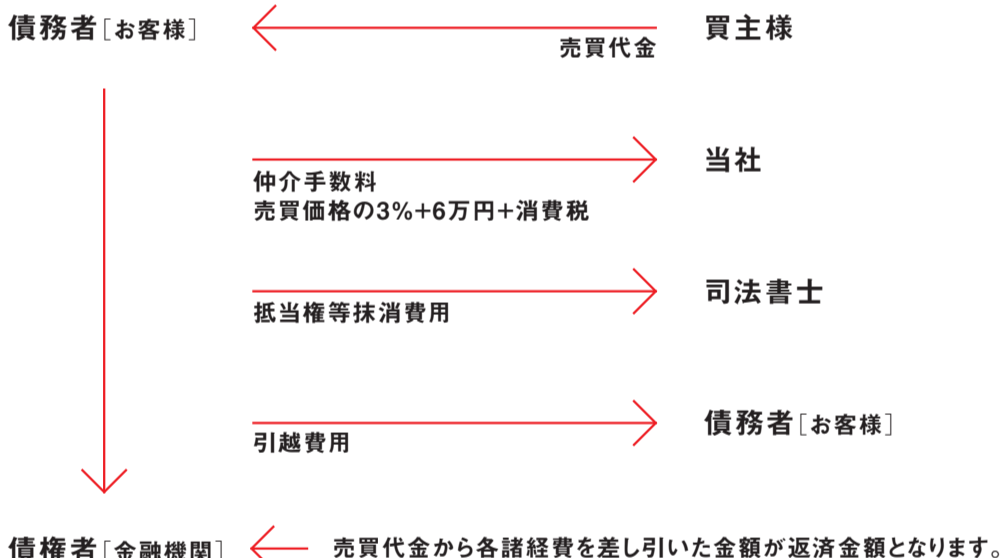 債務者[お客様]
買主様
売買代金
当社
仲介手数料
売買価格の3%+6万円+消費税
司法書士
抵当権等抹消費用
債務者[お客様]
引越費用
債権者[金融機関]
売買代金から各諸経費を差し引いた金額が返済金額となります。